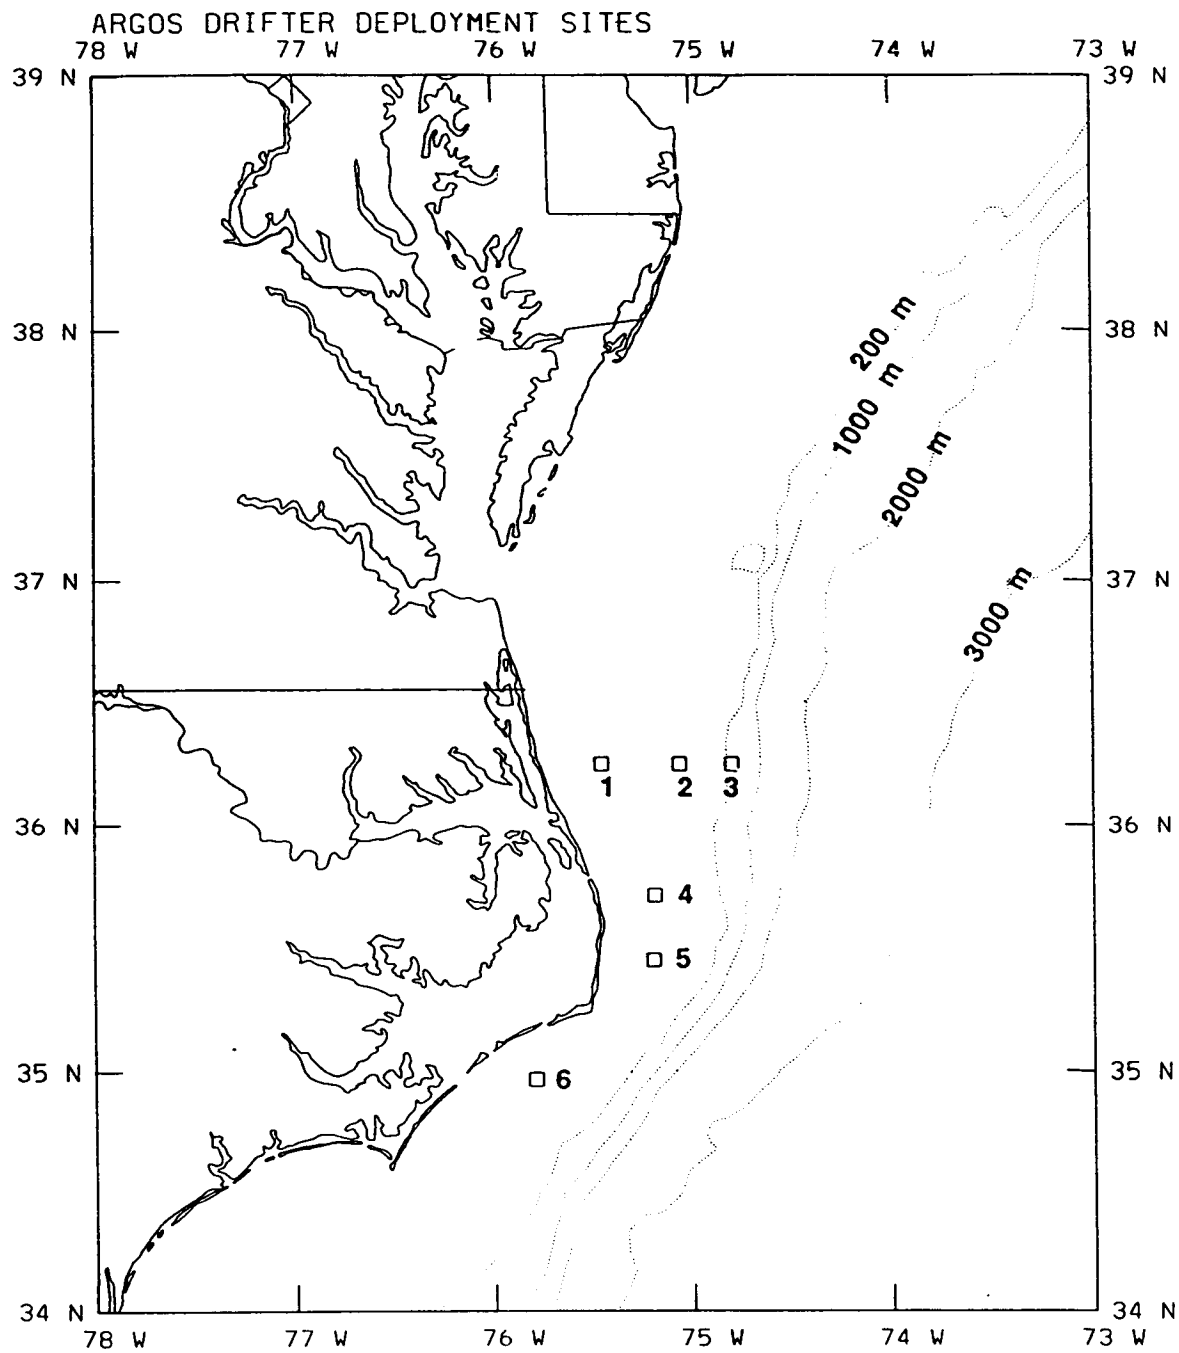 ARGOS DRIFTER DEPLOYMENT SITES
78 W 77 W 76 W 75 W 74 W 73 W
39 N 39 N
200 m
38 N 38 N
1000 m
2000 m
37 N 37 N
3000 m
1 2 3
36 N 36 N
4
5
35 N 6 35 N
34 N 34 N
78 W 77 W 76 W 75 W 74 W 73 W